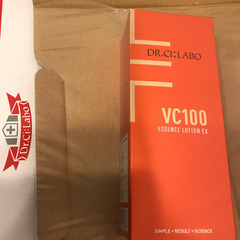 Dr.Ci:Labo
DR.CI:LABO
VC100
ESSENCE LOTION EX
SIMPLE • RESULT • SCIENCE